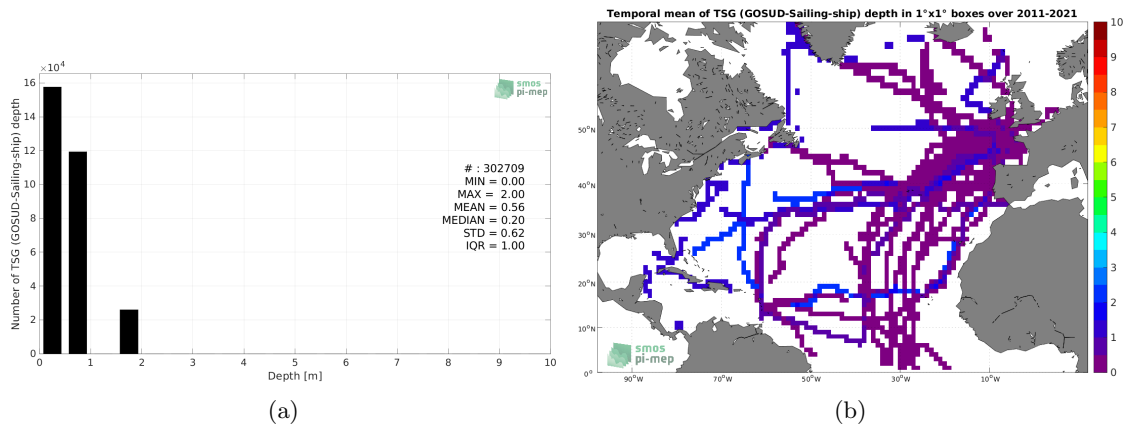 Temporal mean of TSG (GOSUD-Sailing-ship) depth in 1°x1° boxes over 2011-2021
×10⁴
Number of TSG (GOSUD-Sailing-ship) depth
16
14
12
10
8
6
4
2
0
smos
pi-mep
# : 302709
MIN = 0.00
MAX = 2.00
MEAN = 0.56
MEDIAN = 0.20
STD = 0.62
IQR = 1.00
0 1 2 3 4 5 6 7 8 9 10
Depth [m]
(a)
50°N
40°N
30°N
20°N
10°N
0°
90°W 70°W 50°W 30°W 10°W
smos
pi-mep
10
9
8
7
6
5
4
3
2
1
0
(b)